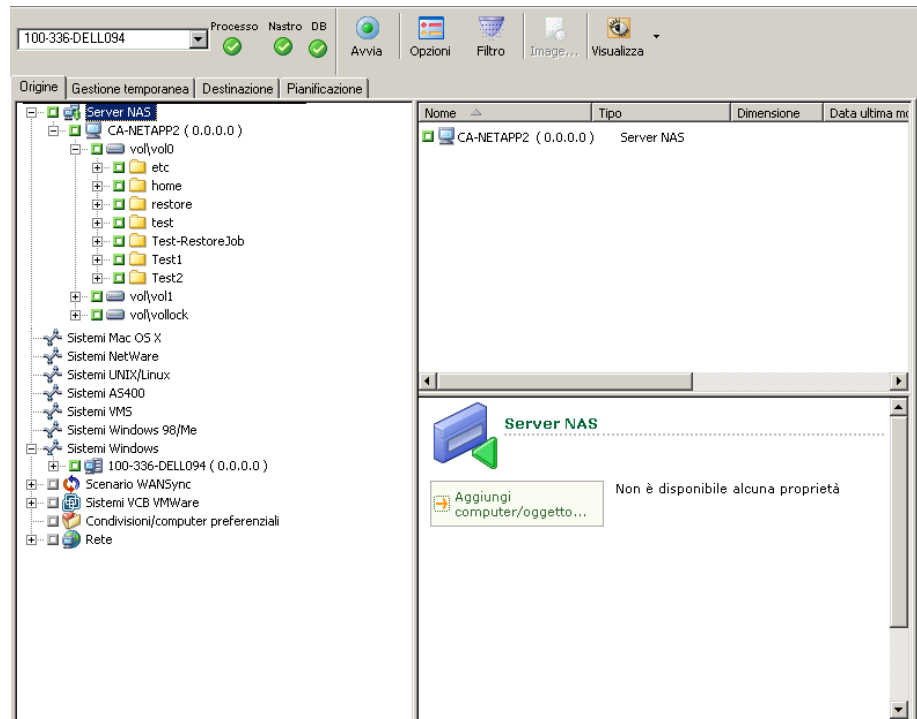 100-336-DELL094
Processo Nastro DB
Avvia
Opzioni
Filtro
Image...
Visualizza
Origine
Gestione temporanea
Destinazione
Pianificazione
Server NAS
CA-NETAPP2 ( 0.0.0.0 )
vol\vol0
etc
home
restore
test
Test-RestoreJob
Test1
Test2
vol\vol1
vol\vollock
Sistemi Mac OS X
Sistemi NetWare
Sistemi UNIX/Linux
Sistemi AS400
Sistemi VMS
Sistemi Windows 98/Me
Sistemi Windows
100-336-DELL094 ( 0.0.0.0 )
Scenario WANSync
Sistemi VCB VMWare
Condivisioni/computer preferenziali
Rete
Nome Tipo Dimensione Data ultima
CA-NETAPP2 ( 0.0.0.0 ) Server NAS
Server NAS
Aggiungi
computer/oggetto...
Non è disponibile alcuna proprietà